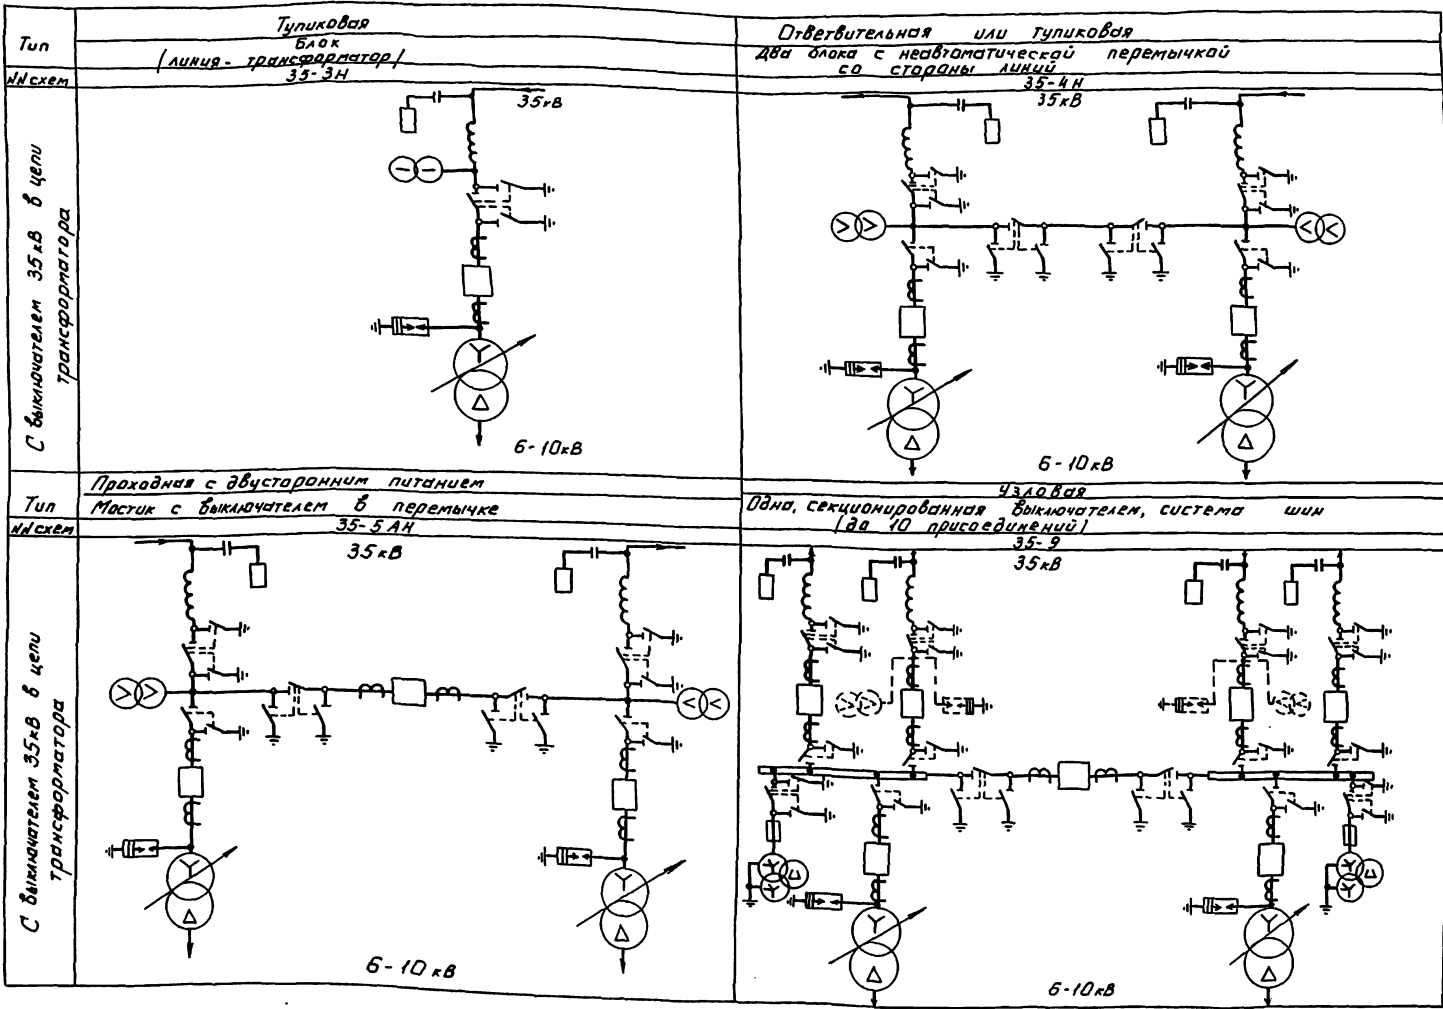 Тип
Тупиковая
Блок
/линия - трансформатор/
NN схем
35-3Н
Ответвительная или тупиковая
Два блока с неавтоматической перемычкой
со стороны линий
35-4Н
С выключателем 35кВ в цепи
трансформатора
35кВ
6-10кВ
35кВ
6-10кВ
Тип
Проходная с двусторонним питанием
Мостик с выключателем в перемычке
NN схем
35-5АН
Узловая
Одна, секционированная выключателем, система шин
(до 10 присоединений)
35-9
С выключателем 35кВ в цепи
трансформатора
35кВ
6-10кВ
35кВ
6-10кВ